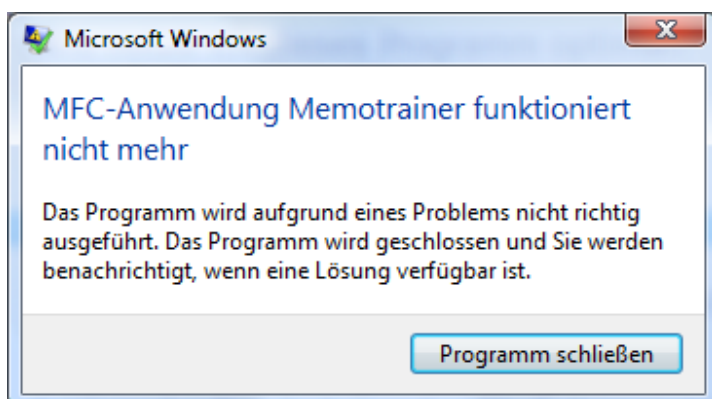 Microsoft Windows
MFC-Anwendung Memotrainer funktioniert
nicht mehr
Das Programm wird aufgrund eines Problems nicht richtig
ausgeführt. Das Programm wird geschlossen und Sie werden
benachrichtigt, wenn eine Lösung verfügbar ist.
Programm schließen